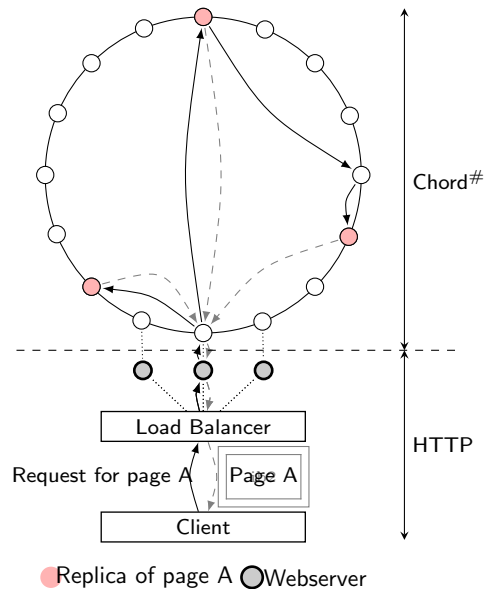 Chord#
Load Balancer
HTTP
Request for page A
Page A
Client
Replica of page A
Webserver